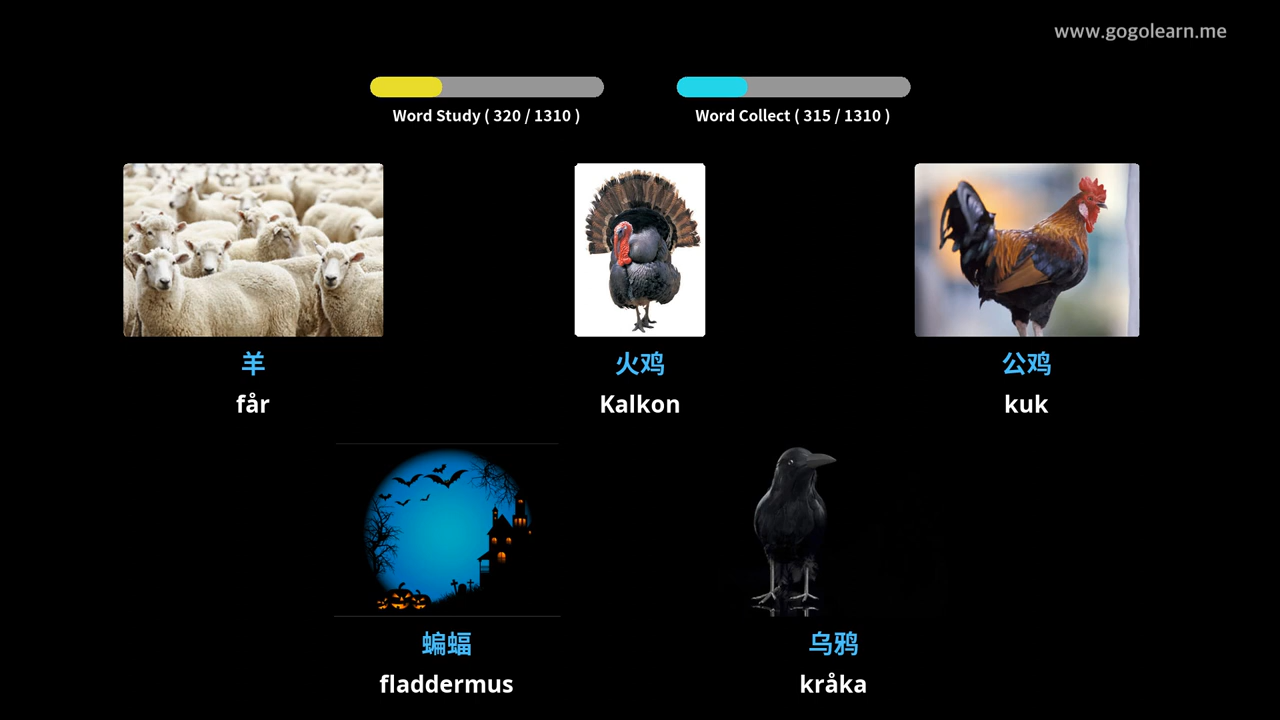 www.gogolearn.me
Word Study ( 320 / 1310 )
Word Collect ( 315 / 1310 )
羊
火鸡
公鸡
får
Kalkon
kuk
蝙蝠
乌鸦
fladdermus
kråka